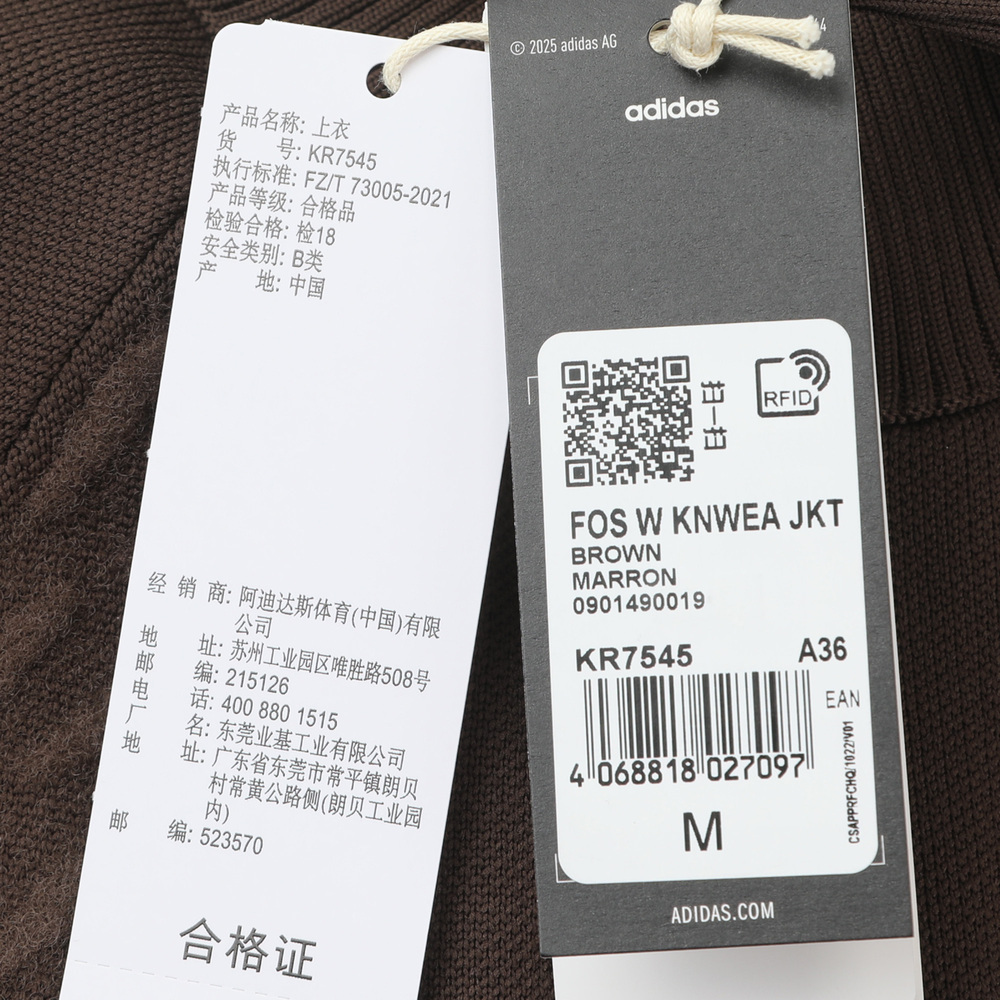 产品名称: 上衣
货 号: KR7545
执行标准: FZ/T 73005-2021
产品等级: 合格品
检验合格: 检18
安全类别: B类
产 地: 中国
经 销 商: 阿迪达斯体育(中国)有限
公司
地 址: 苏州工业园区唯胜路508号
邮 编: 215126
电 话: 400 880 1515
厂 名: 东莞业基工业有限公司
地 址: 广东省东莞市常平镇朗贝
村常黄公路侧(朗贝工业园
内)
邮 编: 523570
合格证
© 2025 adidas AG
adidas
扫一扫
RFID
FOS W KNWEA JKT
BROWN
MARRON
0901490019
KR7545 A36
EAN
4 068818 027097
CSAPPRFCHQ/1022/V01
M
ADIDAS.COM